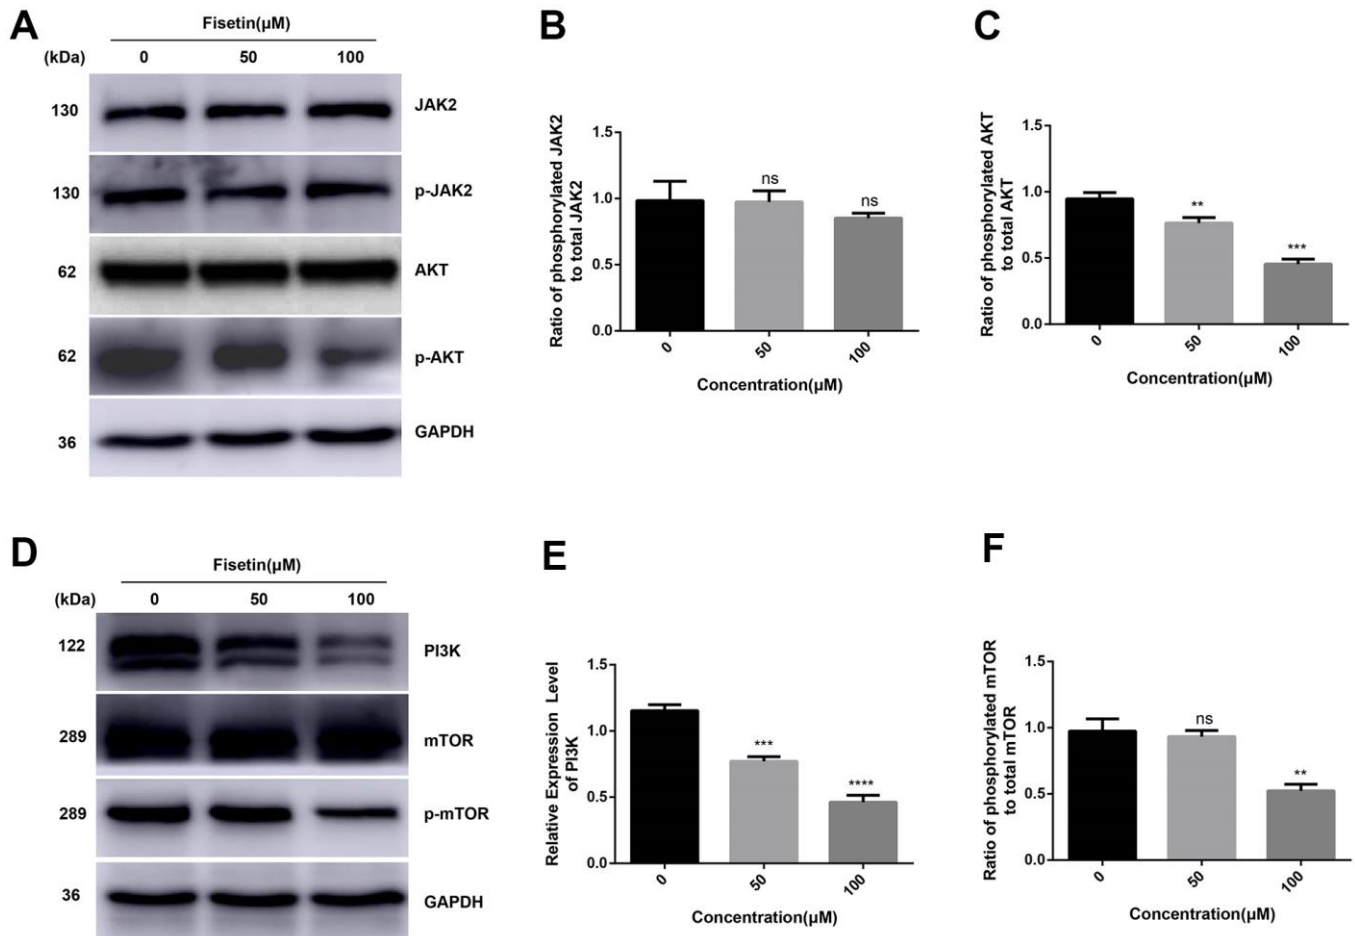 A
Fisetin(µM)
(kDa) 0 50 100
130 JAK2
130 p-JAK2
62 AKT
62 p-AKT
36 GAPDH
B
Ratio of phosphorylated JAK2
to total JAK2
1.5
1.0
0.5
0.0
ns
ns
0 50 100
Concentration(µM)
C
Ratio of phosphorylated AKT
to total AKT
1.5
1.0
0.5
0.0
**
***
0 50 100
Concentration(µM)
D
Fisetin(µM)
(kDa) 0 50 100
122 PI3K
289 mTOR
289 p-mTOR
36 GAPDH
E
Relative Expression Level
of PI3K
1.5
1.0
0.5
0.0
***
****
0 50 100
Concentration(µM)
F
Ratio of phosphorylated mTOR
to total mTOR
1.5
1.0
0.5
0.0
ns
**
0 50 100
Concentration(µM)